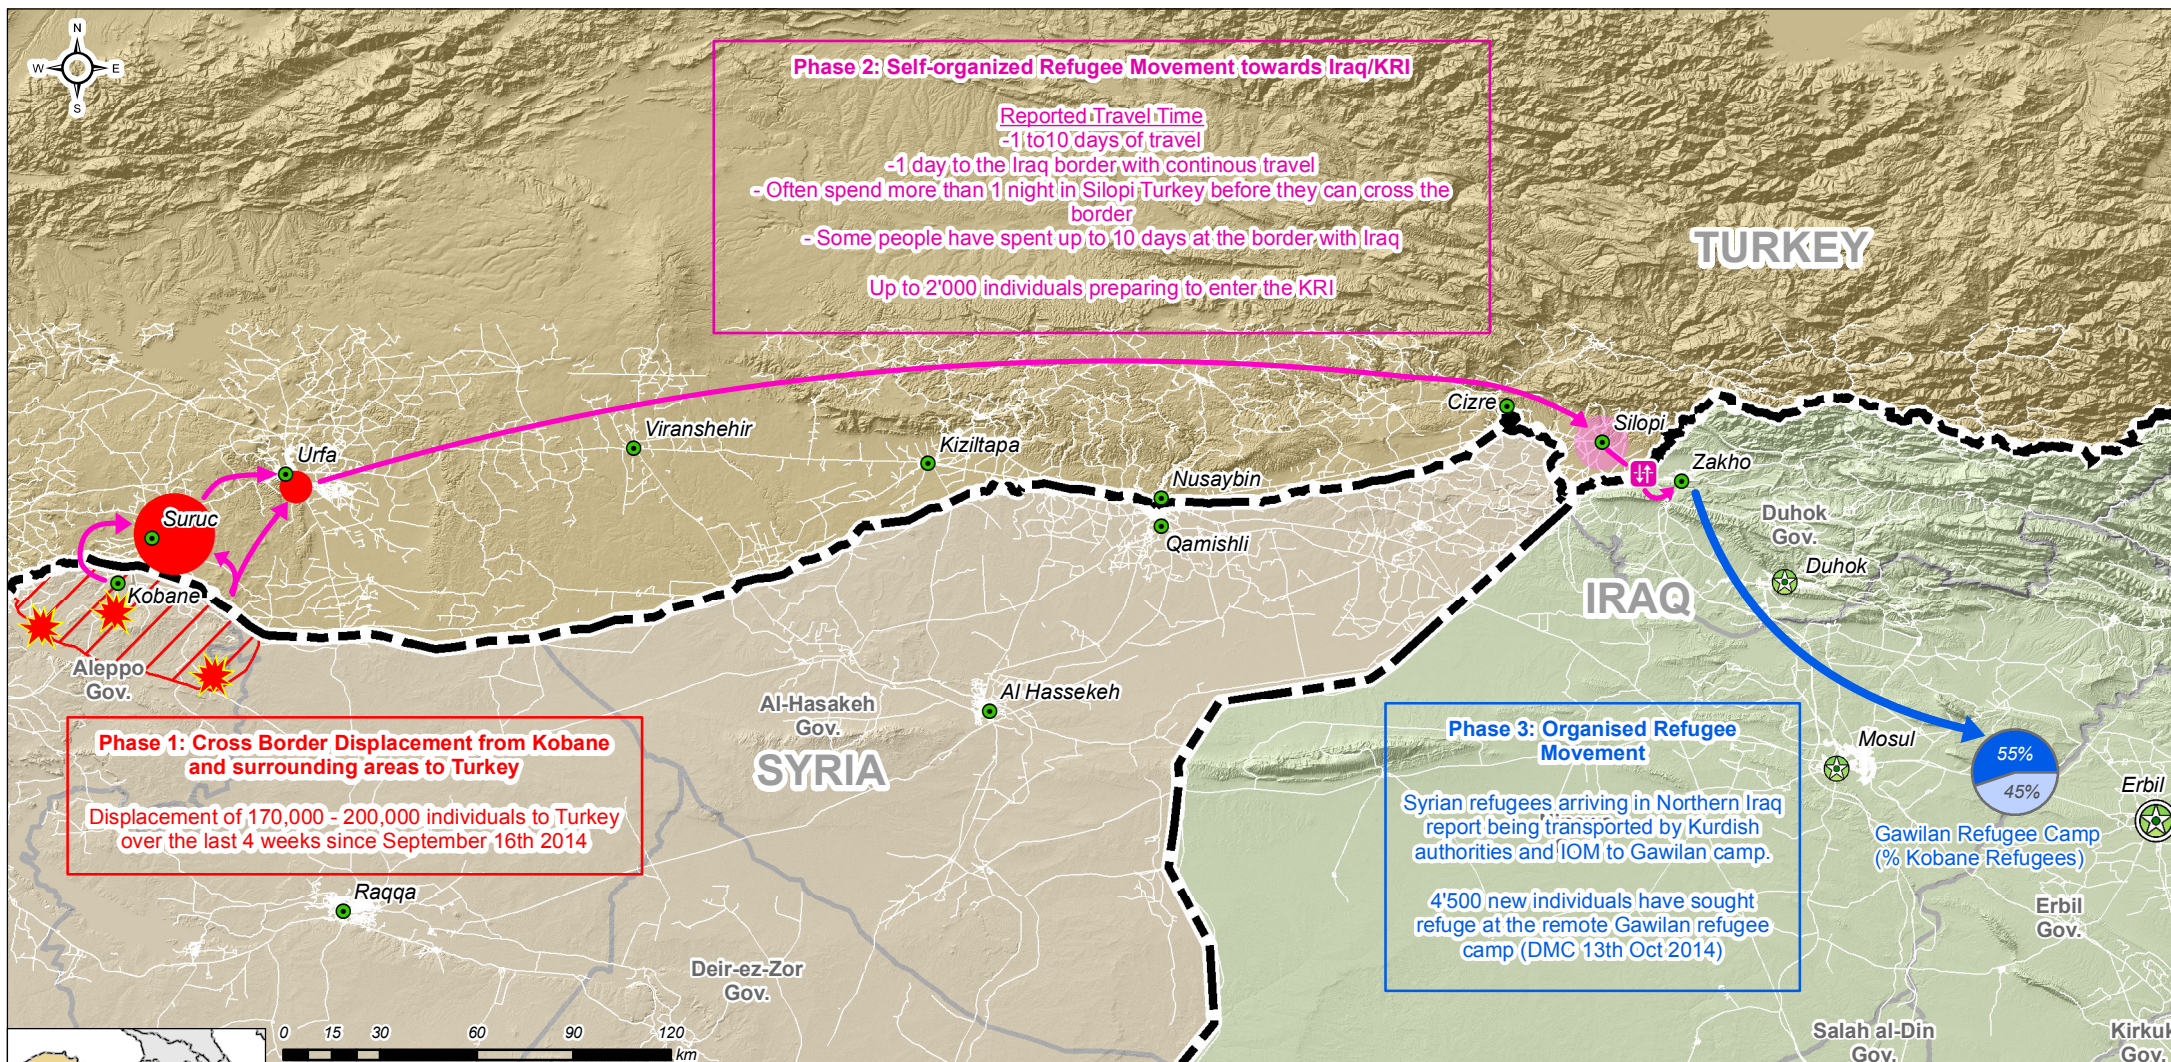 N
W
E
S
Phase 2: Self-organized Refugee Movement towards Iraq/KRI
Reported Travel Time
-1 to10 days of travel
-1 day to the Iraq border with continous travel
- Often spend more than 1 night in Silopi Turkey before they can cross the
border
- Some people have spent up to 10 days at the border with Iraq
Up to 2'000 individuals preparing to enter the KRI
TURKEY
Cizre
Silopi
Viranshehir
Kiziltapa
Urfa
Zakho
Nusaybin
Suruc
Qamishli
Duhok
Gov.
Duhok
Kobane
IRAQ
Aleppo
Gov.
Al-Hasakeh
Gov.
Al Hassekeh
SYRIA
Phase 1: Cross Border Displacement from Kobane
and surrounding areas to Turkey
Displacement of 170,000 - 200,000 individuals to Turkey
over the last 4 weeks since September 16th 2014
Phase 3: Organised Refugee
Movement
Syrian refugees arriving in Northern Iraq
report being transported by Kurdish
authorities and IOM to Gawilan camp.
4'500 new individuals have sought
refuge at the remote Gawilan refugee
camp (DMC 13th Oct 2014)
Mosul
55%
45%
Erbil
Gawilan Refugee Camp
(% Kobane Refugees)
Raqqa
Erbil
Gov.
Deir-ez-Zor
Gov.
Salah al-Din
Gov.
Kirkuk
Gov.
0 15 30 60 90 120
km